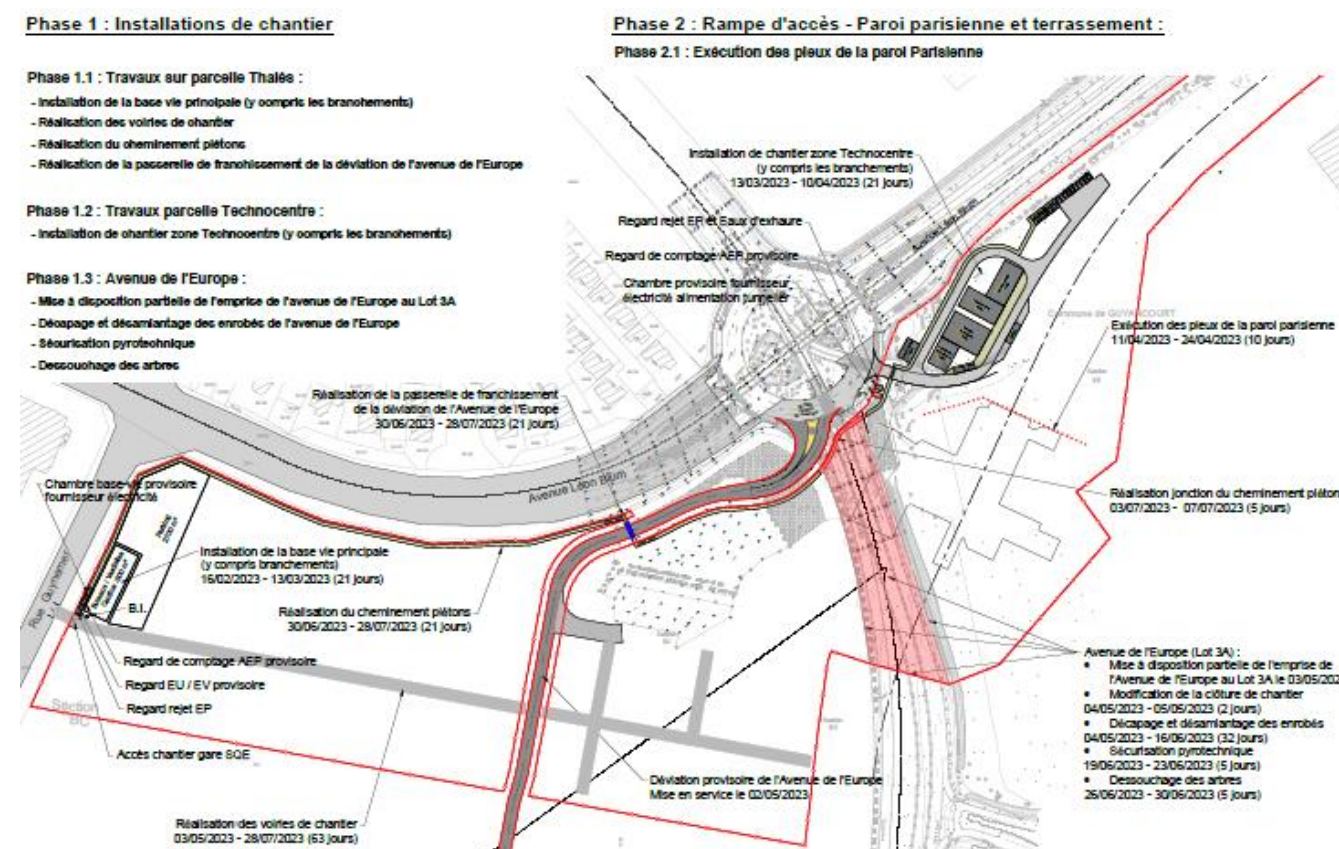 Phase 1 : Installations de chantier
Phase 1.1 : Travaux sur parcelle Thalès :
- Installation de la base vie principale (y compris les branchements)
- Réalisation des voiries de chantier
- Réalisation du cheminement piétons
- Réalisation de la passerelle de franchissement de la déviation de l'avenue de l'Europe
Phase 1.2 : Travaux parcelle Technocentre :
- Installation de chantier zone Technocentre (y compris les branchements)
Phase 1.3 : Avenue de l'Europe :
- Mise à disposition partielle de l'emprise de l'avenue de l'Europe au Lot 3A
- Décapage et désamiantage des enrobés de l'avenue de l'Europe
- Sécurisation pyrotechnique
- Dessouchage des arbres
Phase 2 : Rampe d'accès - Paroi parisienne et terrassement :
Phase 2.1 : Exécution des pieux de la paroi Parisienne
Installation de chantier zone Technocentre
(y compris les branchements)
13/03/2023 - 10/04/2023 (21 jours)
Regard rejet EP et Eaux d'exhaure
Regard de comptage AEP provisoire
Chambre provisoire fournisseur
électricité alimentation tunnelier
Avenue Léon Blum
Commune de GUYANCOURT
Exécution des pieux de la paroi parisienne
11/04/2023 - 24/04/2023 (10 jours)
Réalisation de la passerelle de franchissement
de la déviation de l'Avenue de l'Europe
30/06/2023 - 28/07/2023 (21 jours)
Avenue Léon Blum
Réalisation jonction du cheminement piéton
03/07/2023 - 07/07/2023 (5 jours)
Chambre base-vie provisoire
fournisseur électricité
Installation de la base vie principale
(y compris branchements)
16/02/2023 - 13/03/2023 (21 jours)
B.I.
Rue Guynemer
Réalisation du cheminement piétons
30/06/2023 - 28/07/2023 (21 jours)
Regard de comptage AEP provisoire
Regard EU / EV provisoire
Regard rejet EP
Section
BC
Accès chantier gare SQE
Déviation provisoire de l'Avenue de l'Europe
Mise en service le 02/05/2023
Réalisation des voiries de chantier
03/05/2023 - 28/07/2023 (63 jours)
Avenue de l'Europe (Lot 3A) :
• Mise à disposition partielle de l'emprise de
l'Avenue de l'Europe au Lot 3A le 03/05/202
• Modification de la clôture de chantier
04/05/2023 - 05/05/2023 (2 jours)
• Décapage et désamiantage des enrobés
04/05/2023 - 16/06/2023 (32 jours)
• Sécurisation pyrotechnique
19/06/2023 - 23/06/2023 (5 jours)
• Dessouchage des arbres
26/06/2023 - 30/06/2023 (5 jours)